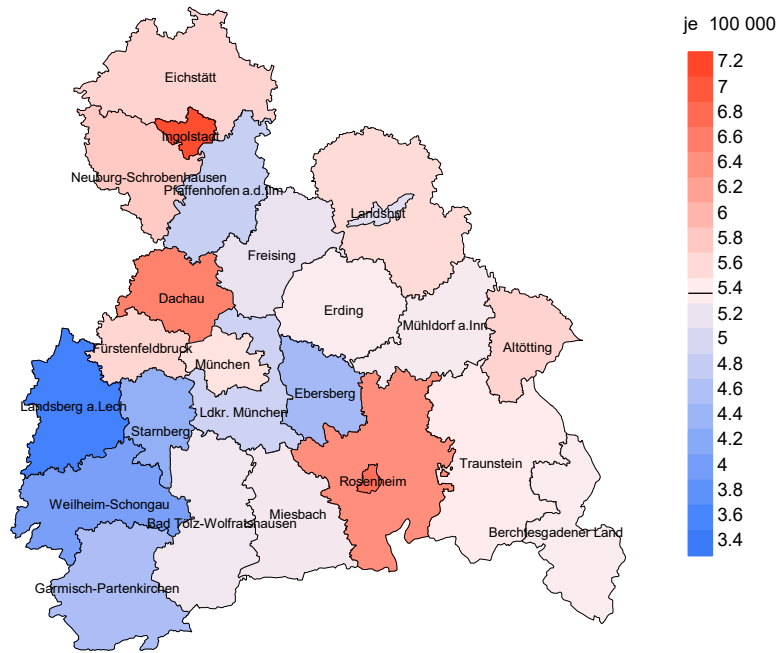 je 100 000
7.2
7
6.8
6.6
6.4
6.2
6
5.8
5.6
5.4
5.2
5
4.8
4.6
4.4
4.2
4
3.8
3.6
3.4
Eichstätt
Ingolstadt
Neuburg-Schrobenhausen
Pfaffenhofen a.d.Ilm
Landshut
Freising
Dachau
Erding
Mühldorf a.Inn
Altötting
Fürstenfeldbruck
München
Ebersberg
Landsberg a.Lech
Ldkr. München
Starnberg
Traunstein
Rosenheim
Weilheim-Schongau
Miesbach
Bad Tölz-Wolfratshausen
Berchtesgadener Land
Garmisch-Partenkirchen